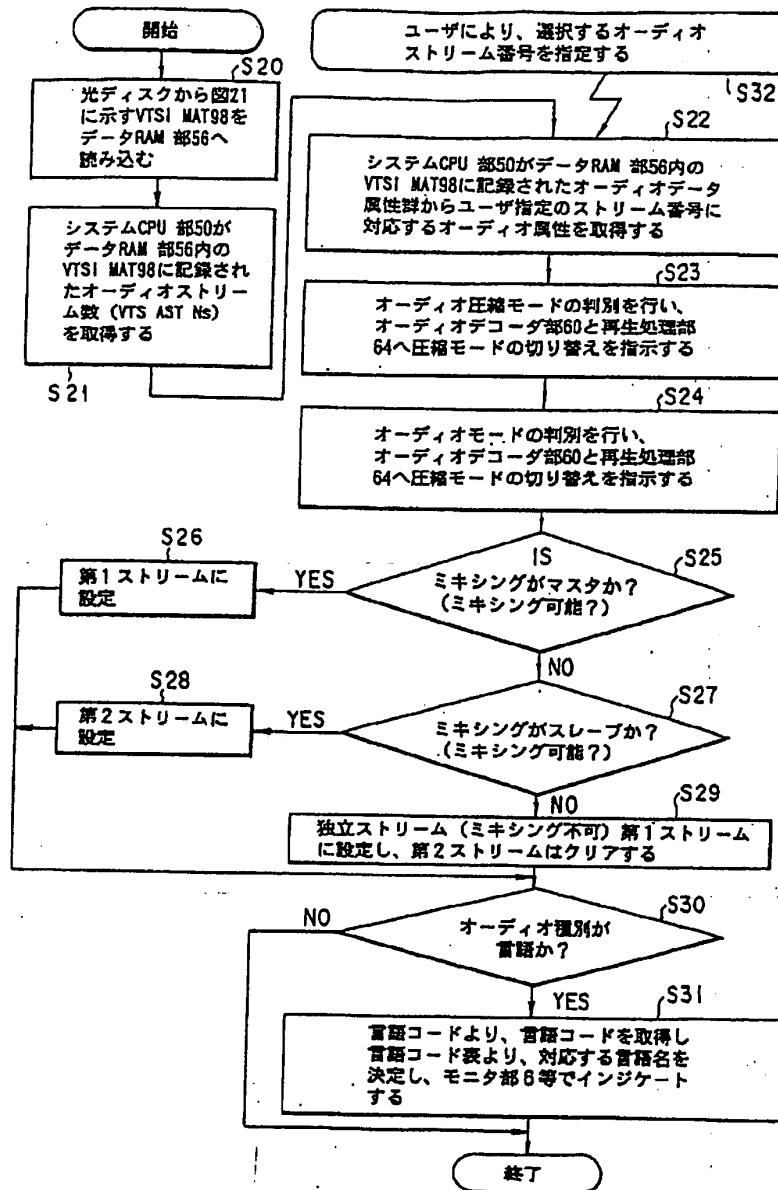 開始
S20
光ディスクから図21
に示すVTSI MAT98を
データRAM 部56へ
読み込む
システムCPU 部50が
データRAM 部56内の
VTSI MAT98に記録され
たオーディオストリー
ム数 (VTS AST Ns)
を取得する
S21
ユーザにより、選択するオーディオ
ストリーム番号を指定する
S32
S22
システムCPU 部50がデータRAM 部56内の
VTSI MAT98に記録されたオーディオデータ
属性群からユーザ指定のストリーム番号に
対応するオーディオ属性を取得する
S23
オーディオ圧縮モードの判別を行い、
オーディオデコーダ部60と再生処理部
64へ圧縮モードの切り替えを指示する
S24
オーディオモードの判別を行い、
オーディオデコーダ部60と再生処理部
64へ圧縮モードの切り替えを指示する
IS
S25
ミキシングがマスタか?
(ミキシング可能?)
YES
S26
第1ストリームに
設定
NO
S27
ミキシングがスレーブか?
(ミキシング可能?)
YES
S28
第2ストリームに
設定
NO
S29
独立ストリーム (ミキシング不可) 第1ストリーム
に設定し、第2ストリームはクリアする
S30
オーディオ種別が
言語か?
NO
YES
S31
言語コードより、言語コードを取得し
言語コード表より、対応する言語名を
決定し、モニタ部6等でインジケート
する
終了